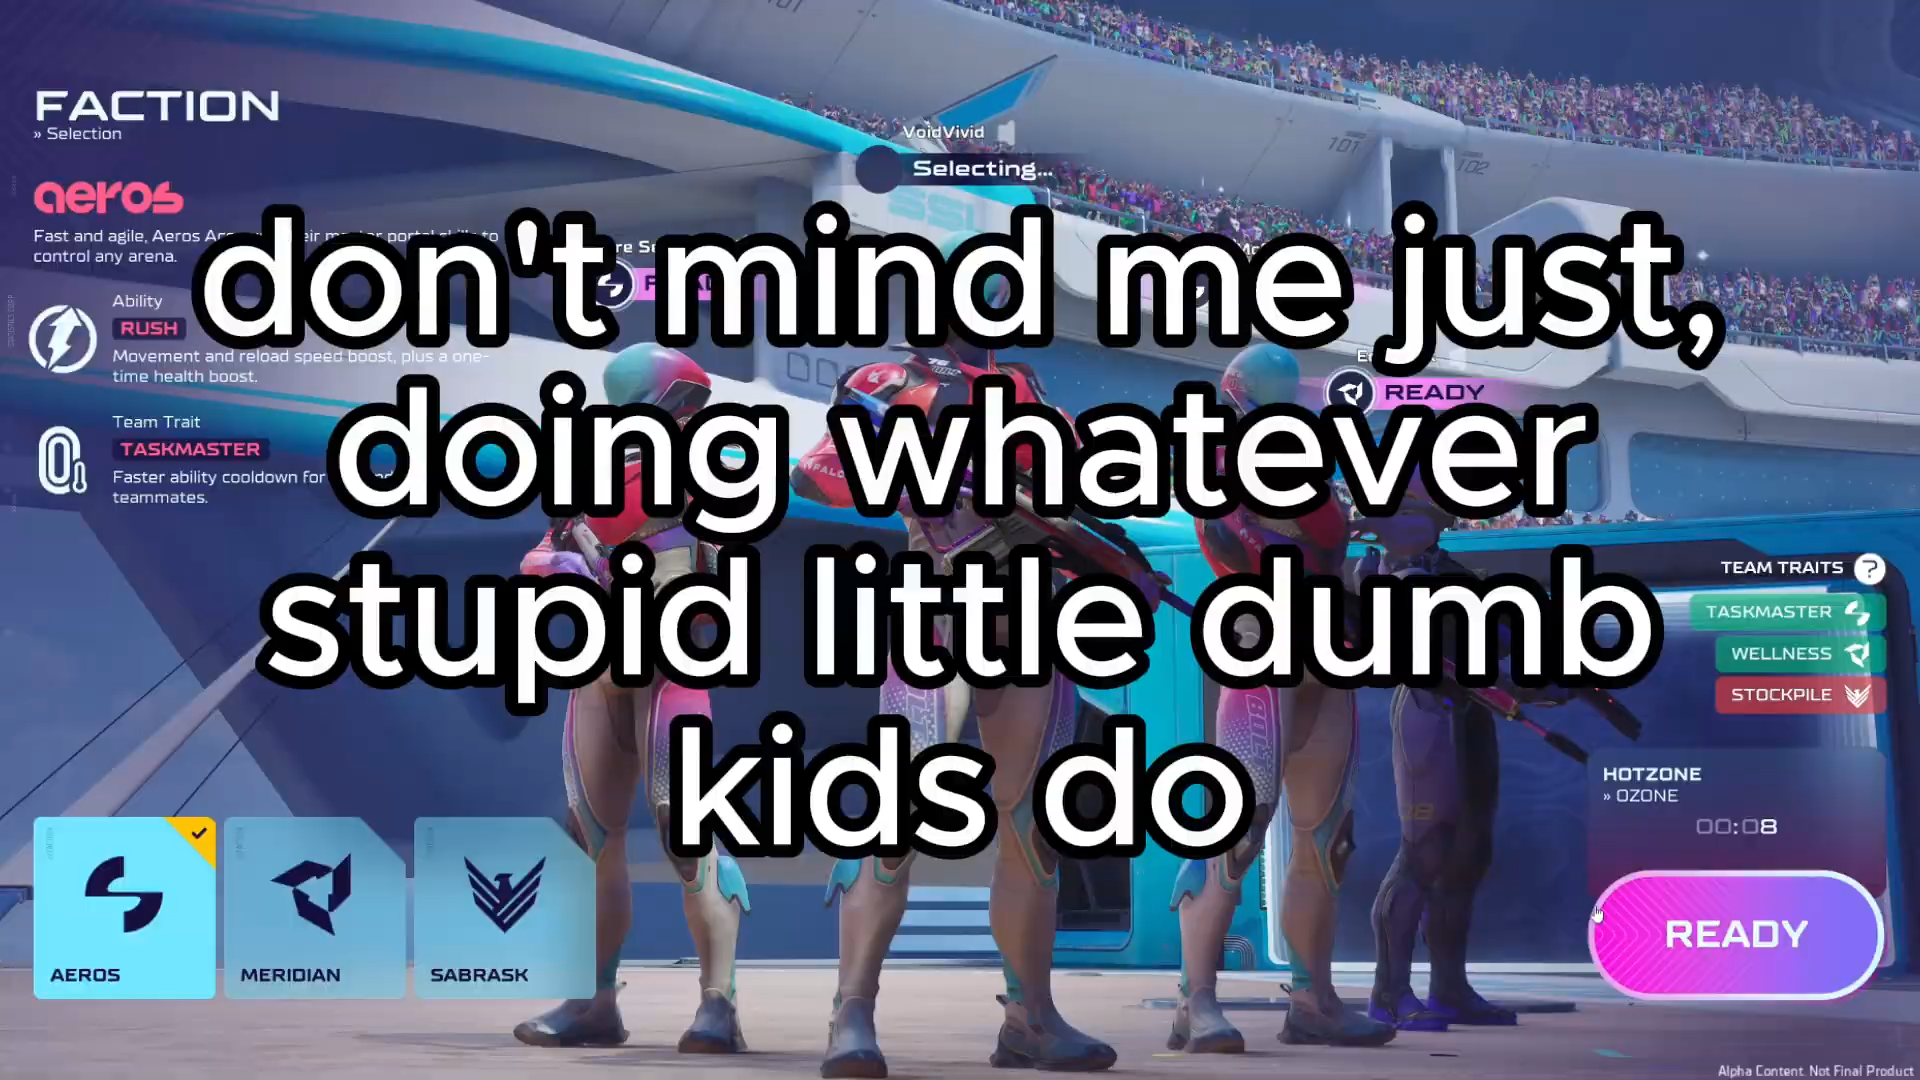 FACTION
» Selection
aeros
Fast and agile, Aeros to
control any arena.
Ability
RUSH
Movement and reload speed boost, plus a one-
time health boost.
Team Trait
TASKMASTER
Faster ability cooldown for
teammates.
VoidVivid
Selecting...
101
102
READY
don't mind me just,
doing whatever
stupid little dumb
kids do
TEAM TRAITS ?
TASKMASTER
WELLNESS
STOCKPILE
HOTZONE
» OZONE
00:08
READY
AEROS
MERIDIAN
SABRASK
Alpha Content. Not Final Product